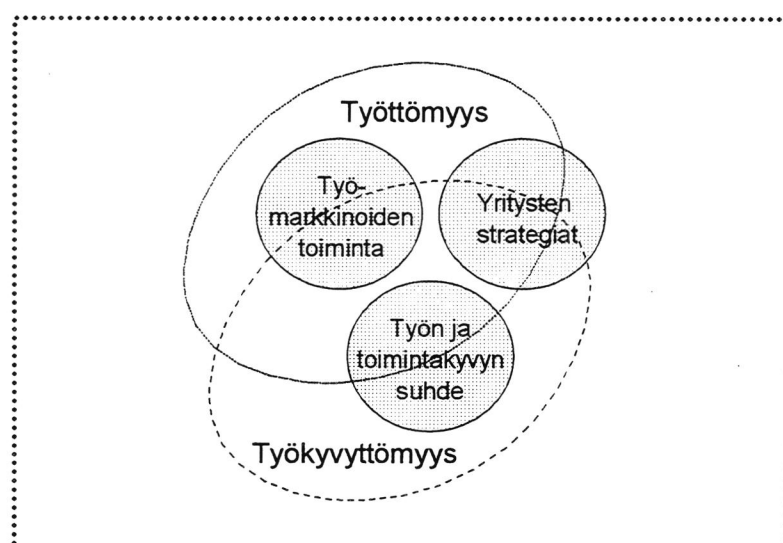 Työttömyys
Työ-
markkinoiden
toiminta
Yritysten
strategiat
Työn ja
toimintakyvyn
suhde
Työkyvyttömyys